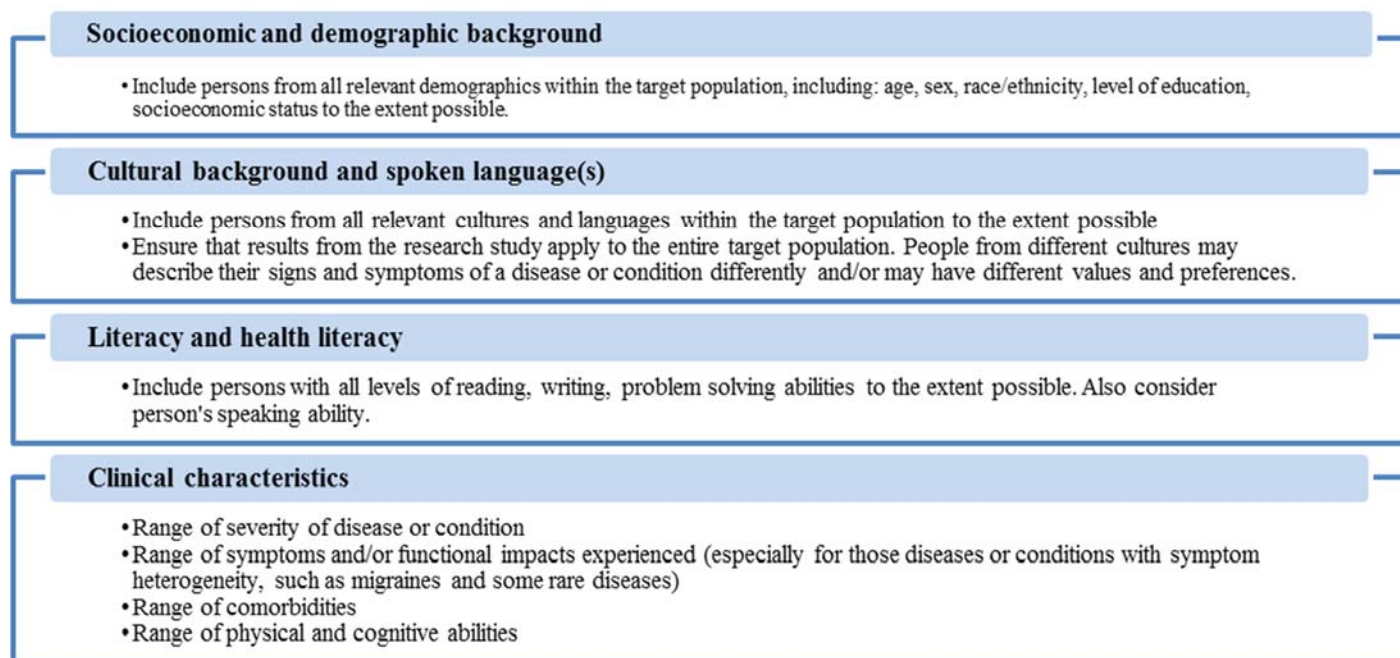 Socioeconomic and demographic background
•Include persons from all relevant demographics within the target population, including: age, sex, race/ethnicity, level of education,
socioeconomic status to the extent possible.
Cultural background and spoken language(s)
•Include persons from all relevant cultures and languages within the target population to the extent possible
•Ensure that results from the research study apply to the entire target population. People from different cultures may
describe their signs and symptoms of a disease or condition differently and/or may have different values and preferences.
Literacy and health literacy
•Include persons with all levels of reading, writing, problem solving abilities to the extent possible. Also consider
person's speaking ability.
Clinical characteristics
•Range of severity of disease or condition
•Range of symptoms and/or functional impacts experienced (especially for those diseases or conditions with symptom
heterogeneity, such as migraines and some rare diseases)
•Range of comorbidities
•Range of physical and cognitive abilities